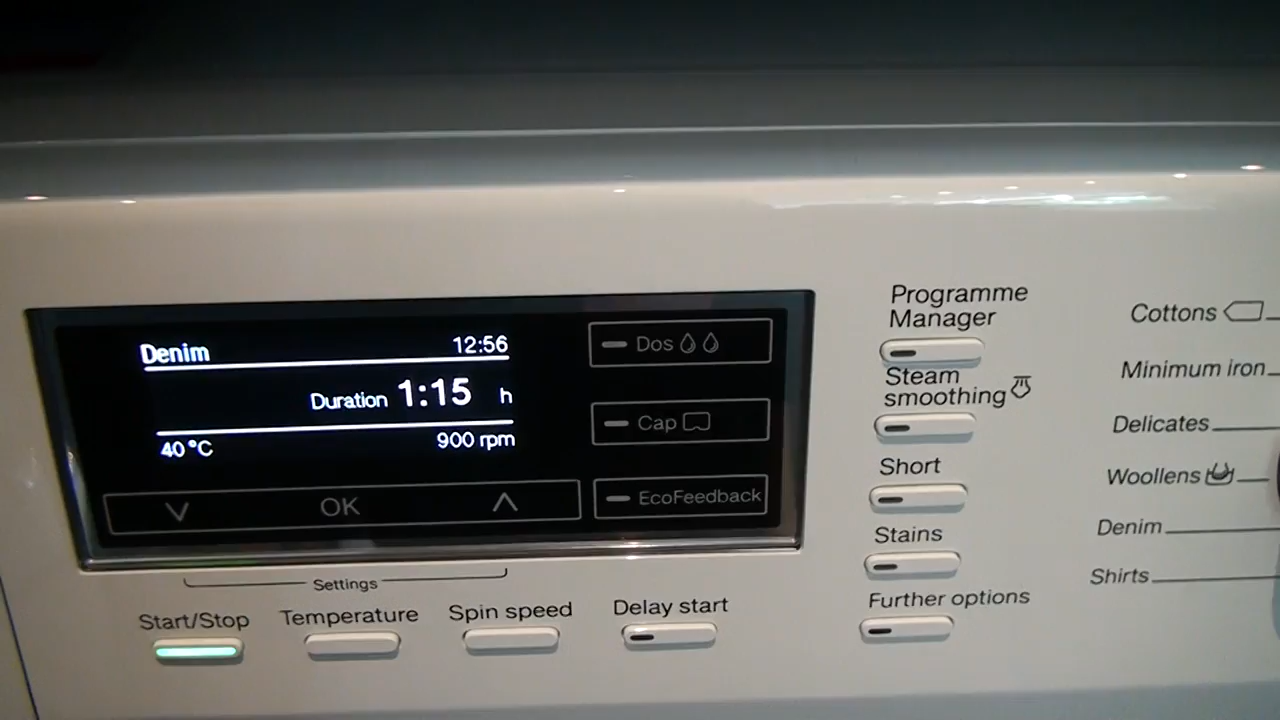 Denim 12:56
Duration 1:15 h
40 °C 900 rpm
OK
Dos
Cap
EcoFeedback
Settings
Start/Stop
Temperature
Spin speed
Delay start
Programme
Manager
Steam
smoothing
Short
Stains
Further options
Cottons
Minimum iron
Delicates
Woollens
Denim
Shirts